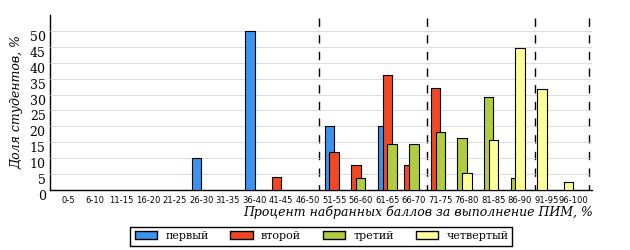 Доля студентов, %
50
45
40
35
30
25
20
15
10
5
0
0-5 6-10 11-15 16-20 21-25 26-30 31-35 36-40 41-45 46-50 51-55 56-60 61-65 66-70 71-75 76-80 81-85 86-90 91-95 96-100
Процент набранных баллов за выполнение ПИМ, %
первый второй третий четвертый